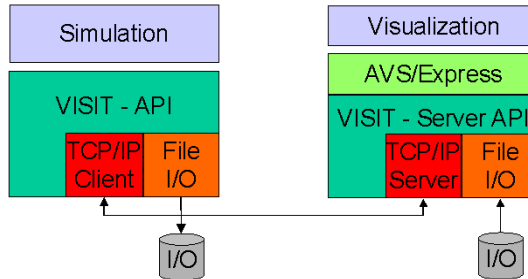 Simulation
VISIT - API
TCP/IP
Client
File
I/O
I/O
Visualization
AVS/Express
VISIT - Server API
TCP/IP
Server
File
I/O
I/O